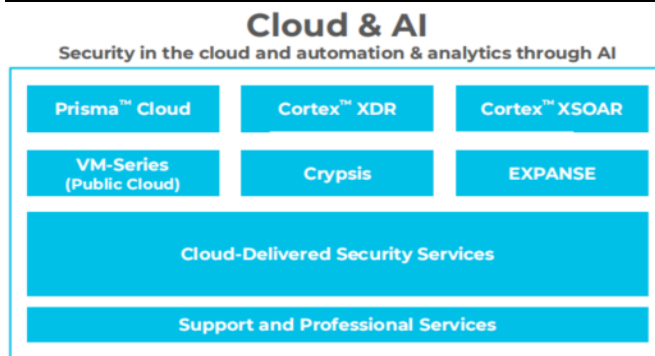 Cloud & AI
Security in the cloud and automation & analytics through AI
Prisma™ Cloud
Cortex™ XDR
Cortex™ XSOAR
VM-Series
(Public Cloud)
Crypsis
EXPANSE
Cloud-Delivered Security Services
Support and Professional Services